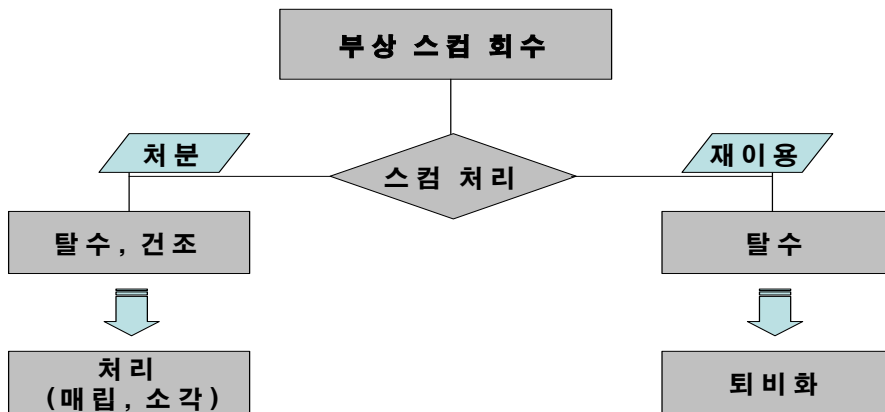 부상 스컴 회수
처분
재이용
스컴 처리
탈수, 건조
탈수
처리
(매립, 소각)
퇴비화